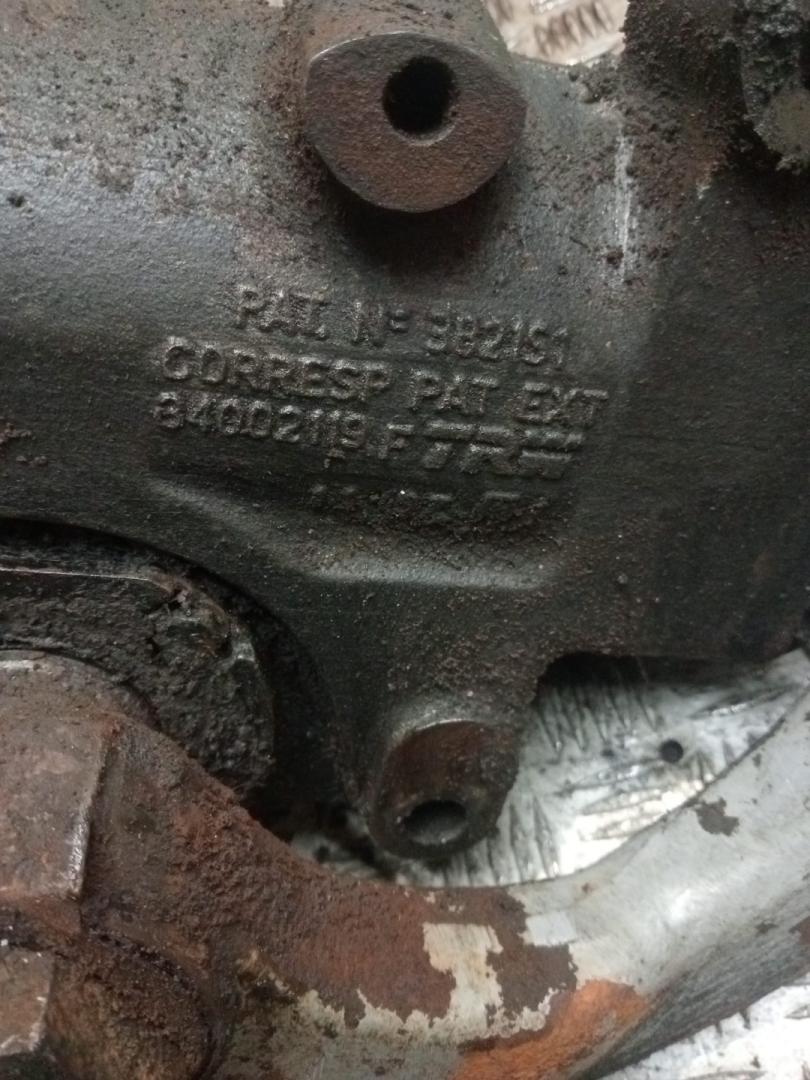 PAT. Nº 382151
CORRESP PAT EXT
84002119 F TRW